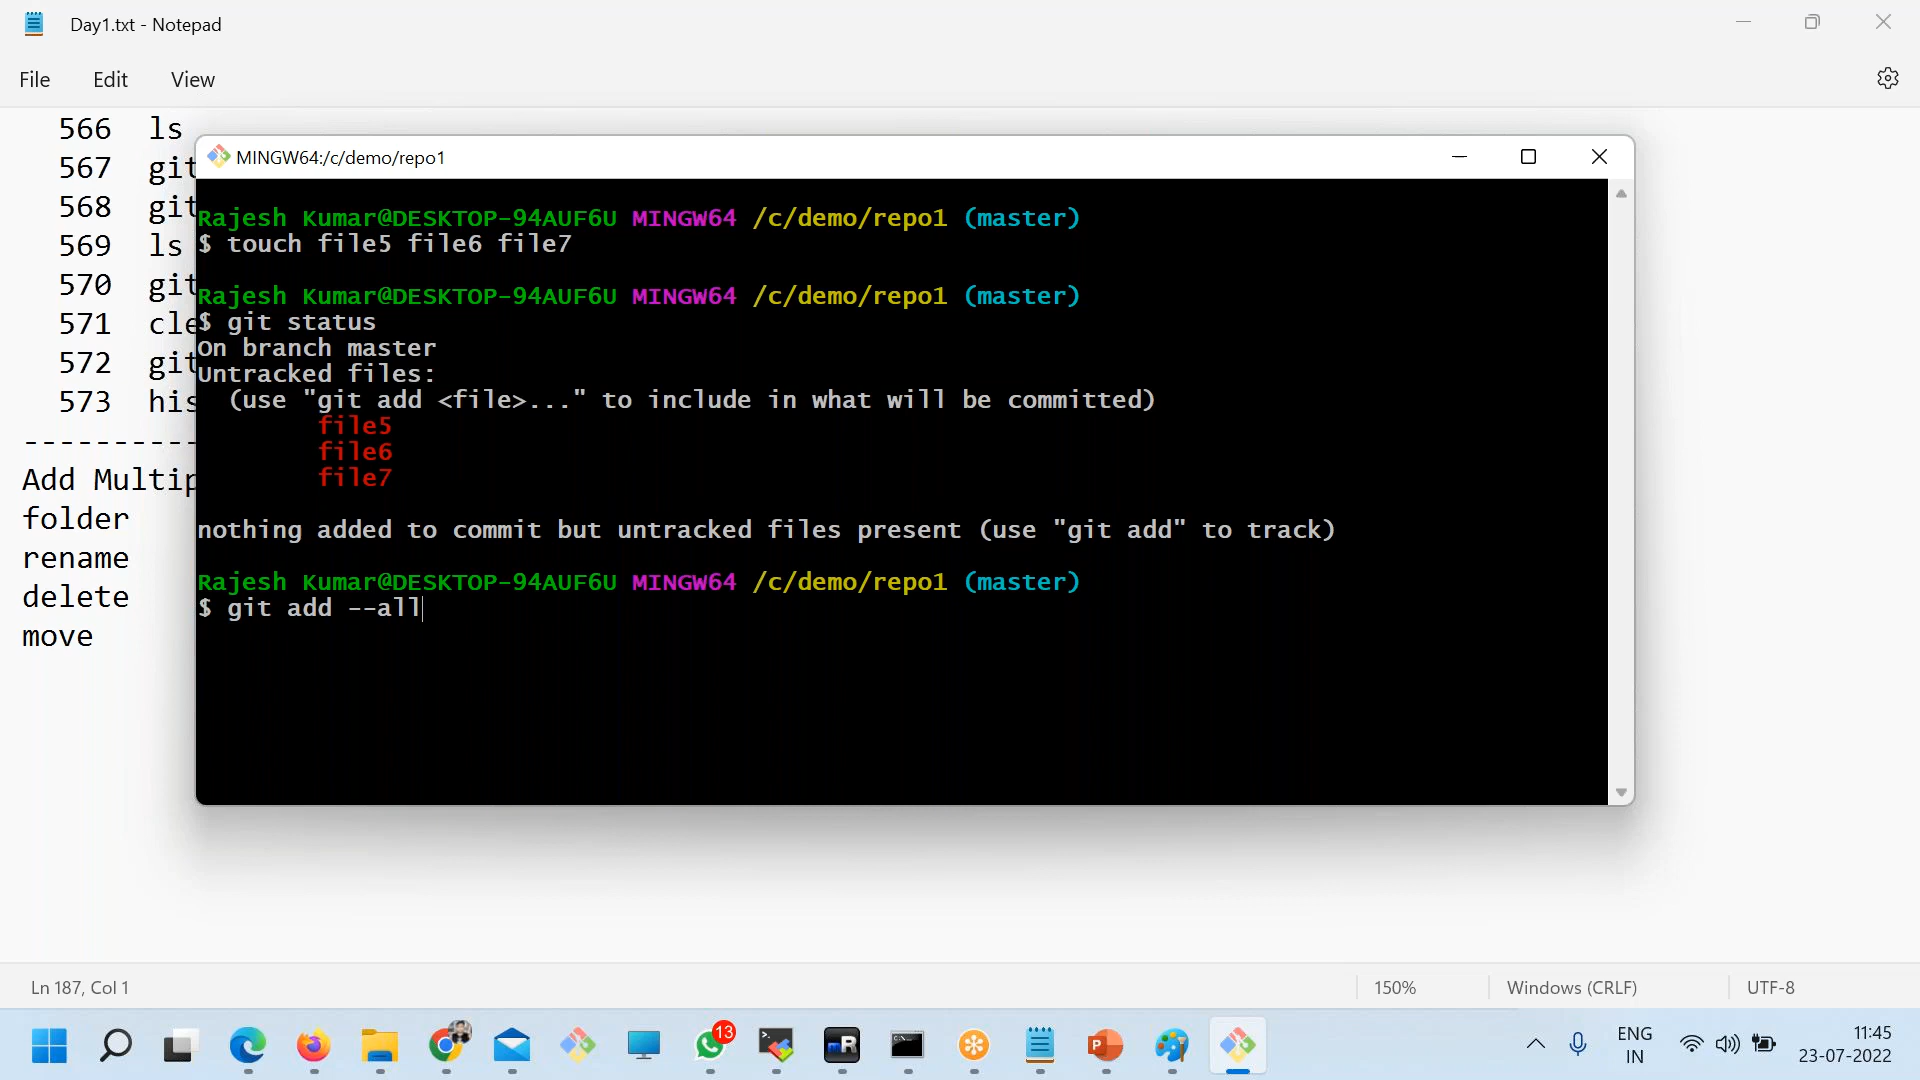 Day1.txt - Notepad
File Edit View
566 ls
567 git
568 git
569 ls
570 git
571 cle
572 git
573 his
----------
Add Multip
folder
rename
delete
move
MINGW64:/c/demo/repo1
Rajesh Kumar@DESKTOP-94AUF6U MINGW64 /c/demo/repo1 (master)
$ touch file5 file6 file7
Rajesh Kumar@DESKTOP-94AUF6U MINGW64 /c/demo/repo1 (master)
$ git status
On branch master
Untracked files:
(use "git add <file>..." to include in what will be committed)
file5
file6
file7
nothing added to commit but untracked files present (use "git add" to track)
Rajesh Kumar@DESKTOP-94AUF6U MINGW64 /c/demo/repo1 (master)
$ git add --all
Ln 187, Col 1
150%
Windows (CRLF)
UTF-8
13
ENG
IN
11:45
23-07-2022